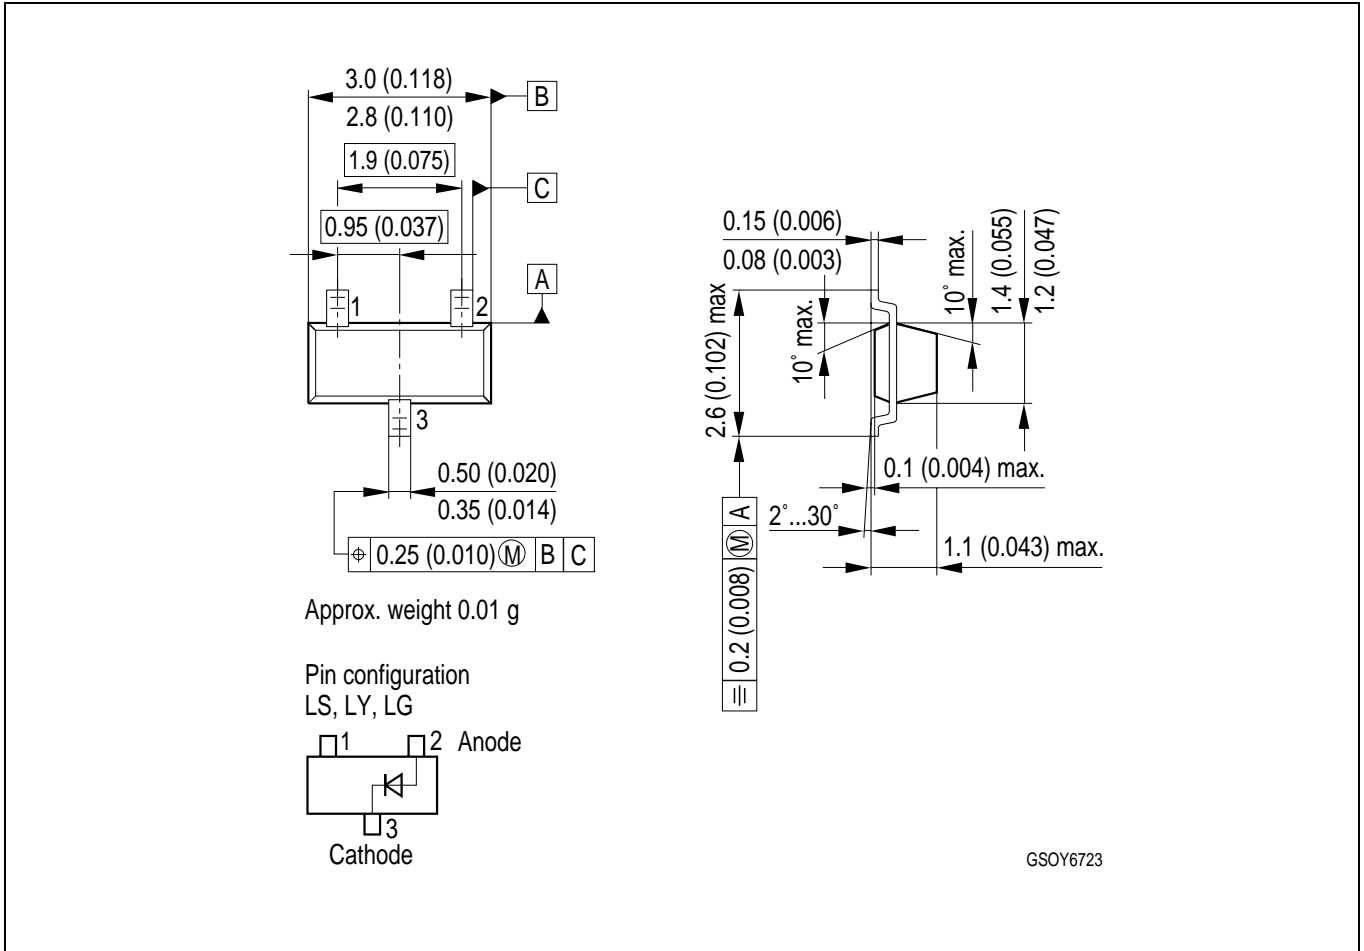 3.0 (0.118)
2.8 (0.110)
B
1.9 (0.075)
C
0.95 (0.037)
A
1
2
3
0.50 (0.020)
0.35 (0.014)
⌖ 0.25 (0.010) Ⓜ B C
Approx. weight 0.01 g
Pin configuration
LS, LY, LG
1
2 Anode
3
Cathode
0.15 (0.006)
0.08 (0.003)
2.6 (0.102) max
10˚ max.
10˚ max.
1.4 (0.055)
1.2 (0.047)
0.1 (0.004) max.
2˚...30˚
1.1 (0.043) max.
⌯ 0.2 (0.008) Ⓜ A
GSOY6723